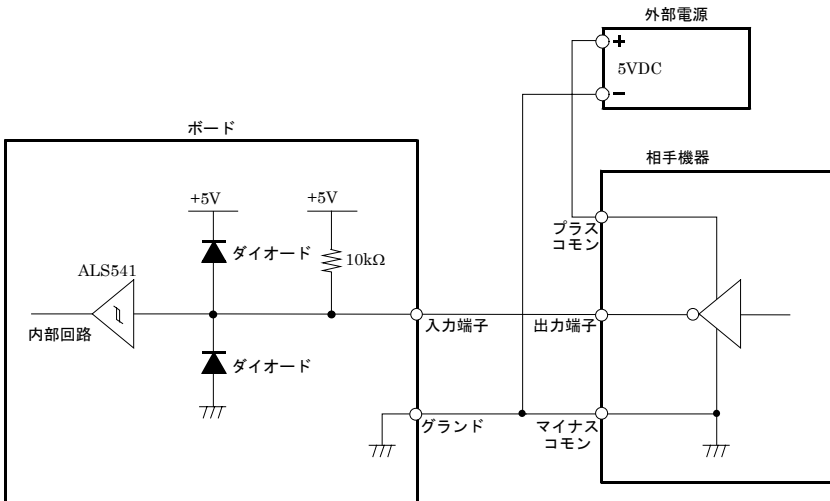 外部電源
+
5VDC
−
ボード
相手機器
+5V
+5V
プラス
コモン
ダイオード
10kΩ
ALS541
内部回路
入力端子
出力端子
ダイオード
グランド
マイナス
コモン